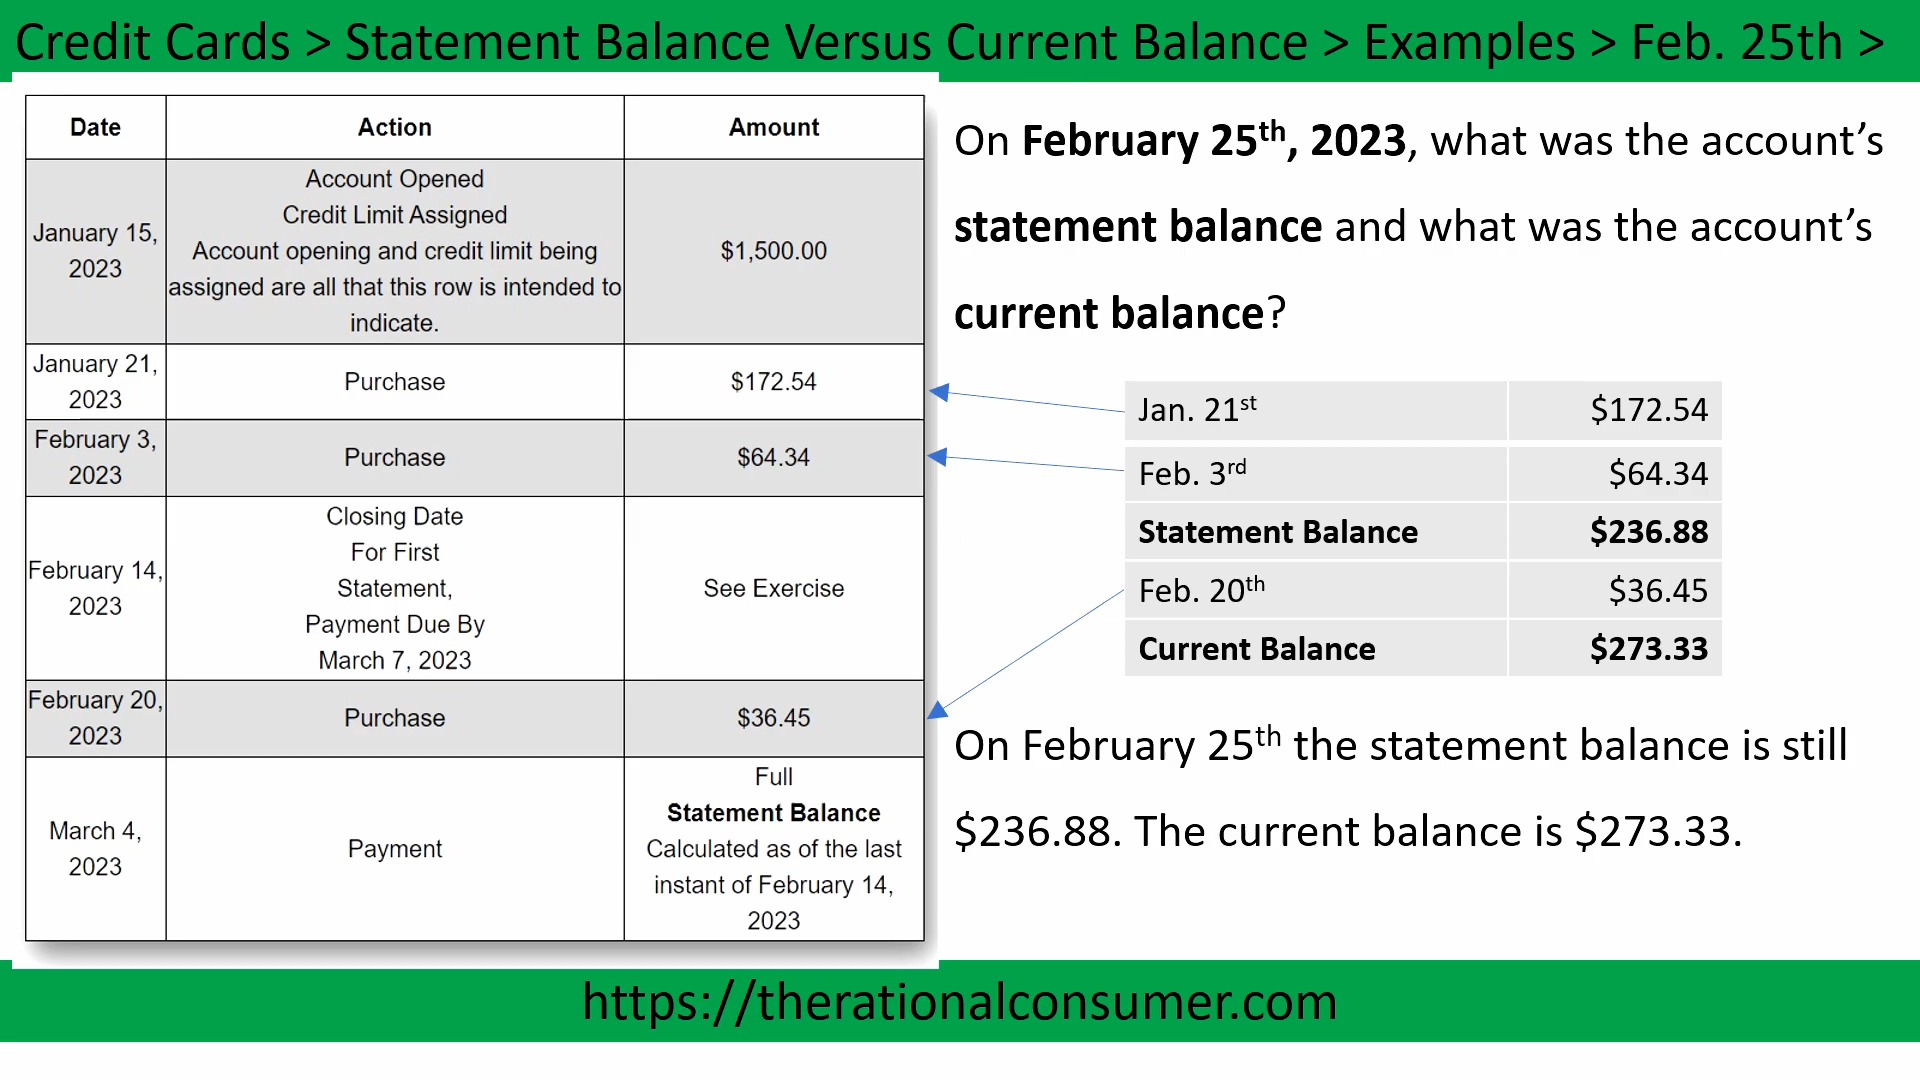 Credit Cards > Statement Balance Versus Current Balance > Examples > Feb. 25th >
Date Action Amount
January 15,
2023
Account Opened
Credit Limit Assigned
Account opening and credit limit being
assigned are all that this row is intended to
indicate.
$1,500.00
January 21,
2023
Purchase
$172.54
February 3,
2023
Purchase
$64.34
February 14,
2023
Closing Date
For First
Statement,
Payment Due By
March 7, 2023
See Exercise
February 20,
2023
Purchase
$36.45
March 4,
2023
Payment
Full
Statement Balance
Calculated as of the last
instant of February 14,
2023
On February 25th, 2023, what was the account’s
statement balance and what was the account’s
current balance?
Jan. 21st $172.54
Feb. 3rd $64.34
Statement Balance $236.88
Feb. 20th $36.45
Current Balance $273.33
On February 25th the statement balance is still
$236.88. The current balance is $273.33.
https://therationalconsumer.com